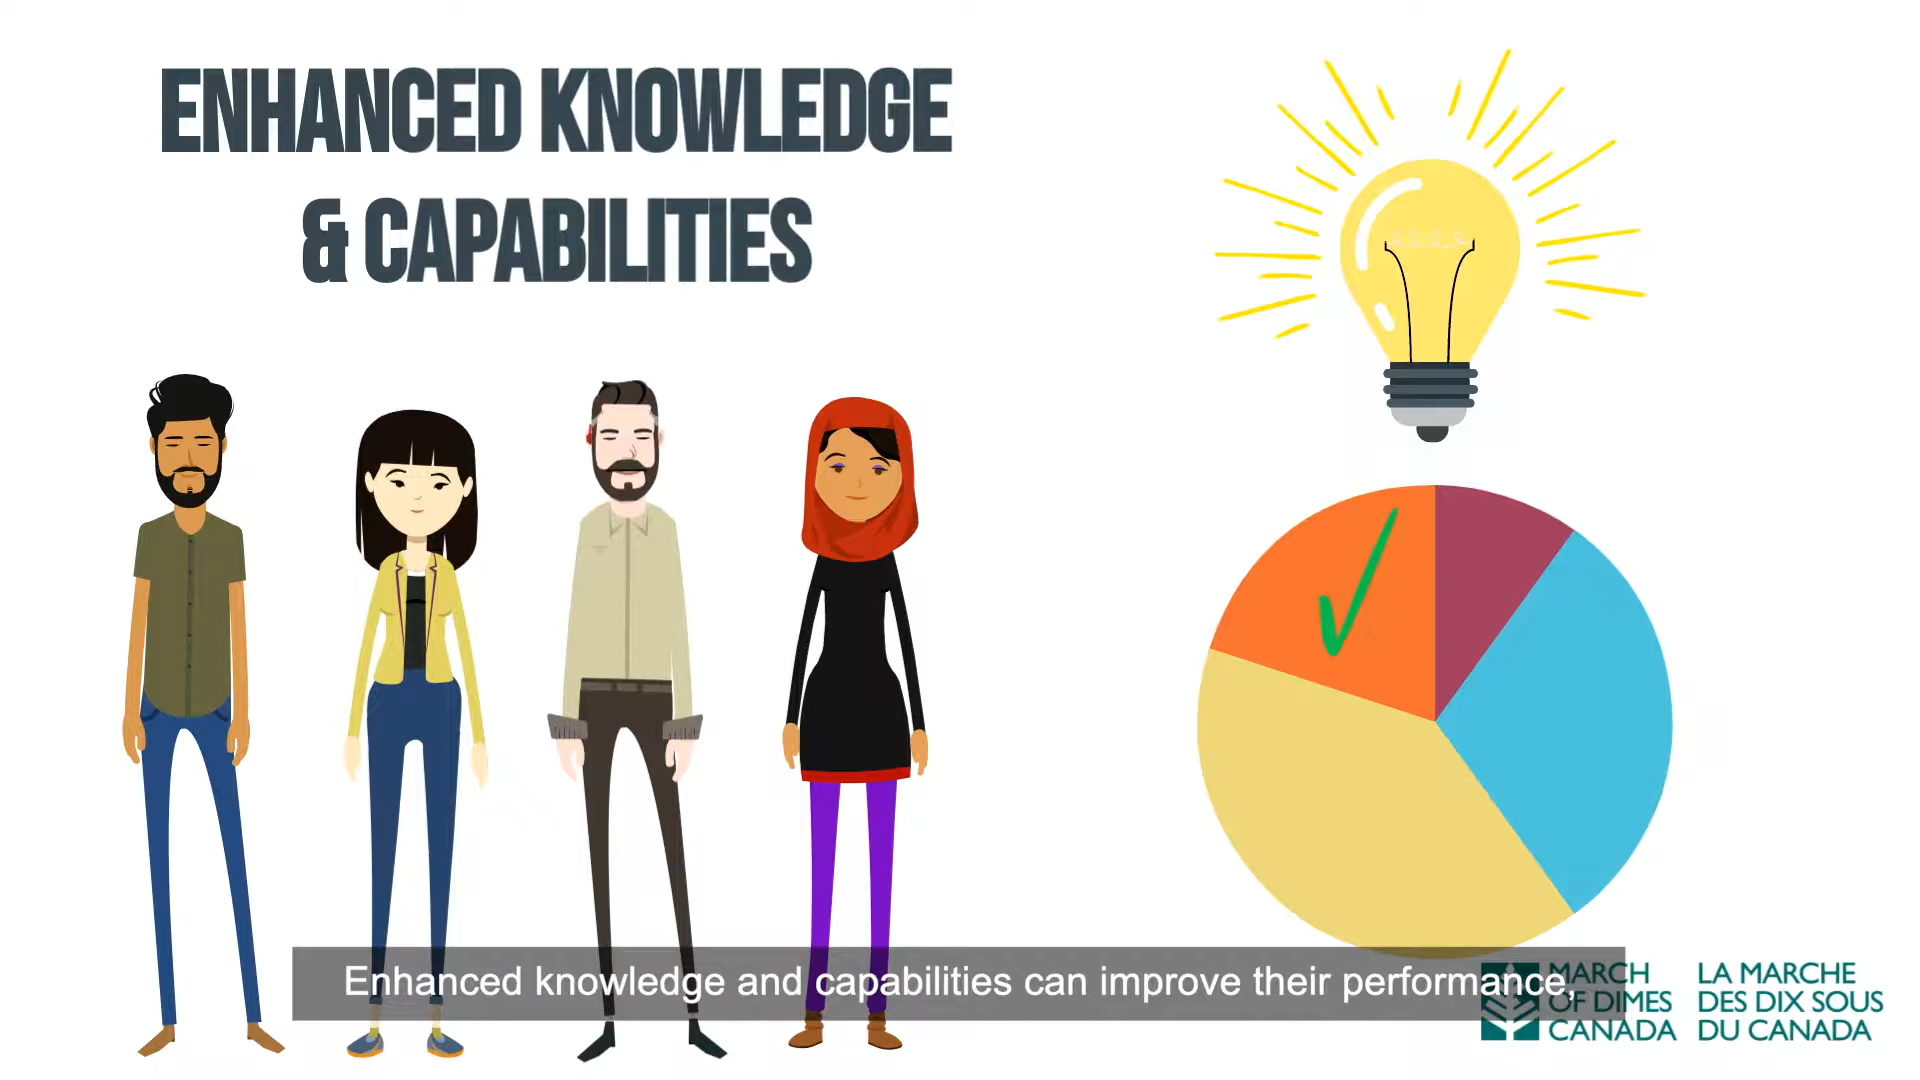 ENHANCED KNOWLEDGE
& CAPABILITIES
Enhanced knowledge and capabilities can improve their performance,
MARCH
OF DIMES
CANADA
LA MARCHE
DES DIX SOUS
DU CANADA